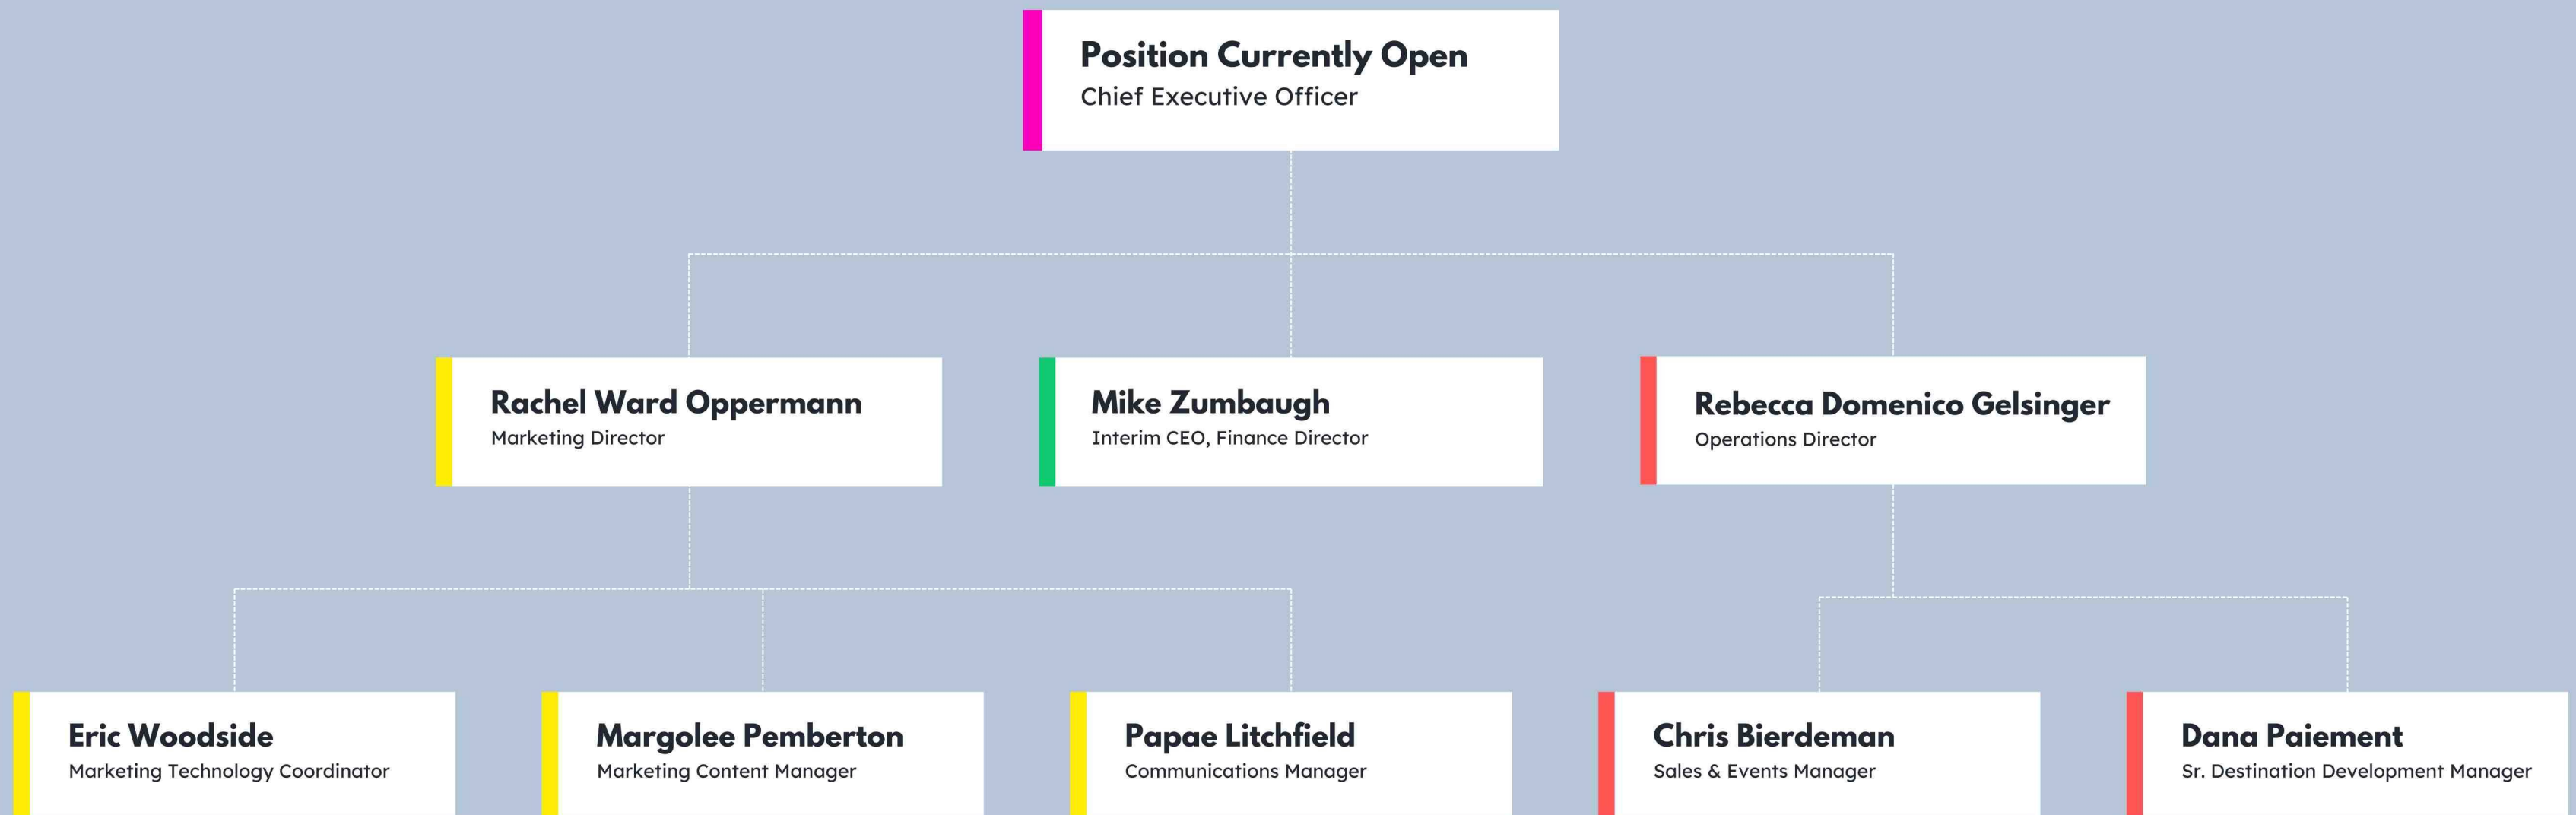 Position Currently Open
Chief Executive Officer
Rachel Ward Oppermann
Marketing Director
Mike Zumbaugh
Interim CEO, Finance Director
Rebecca Domenico Gelsinger
Operations Director
Eric Woodside
Marketing Technology Coordinator
Margolee Pemberton
Marketing Content Manager
Papae Litchfield
Communications Manager
Chris Bierdeman
Sales & Events Manager
Dana Paiement
Sr. Destination Development Manager